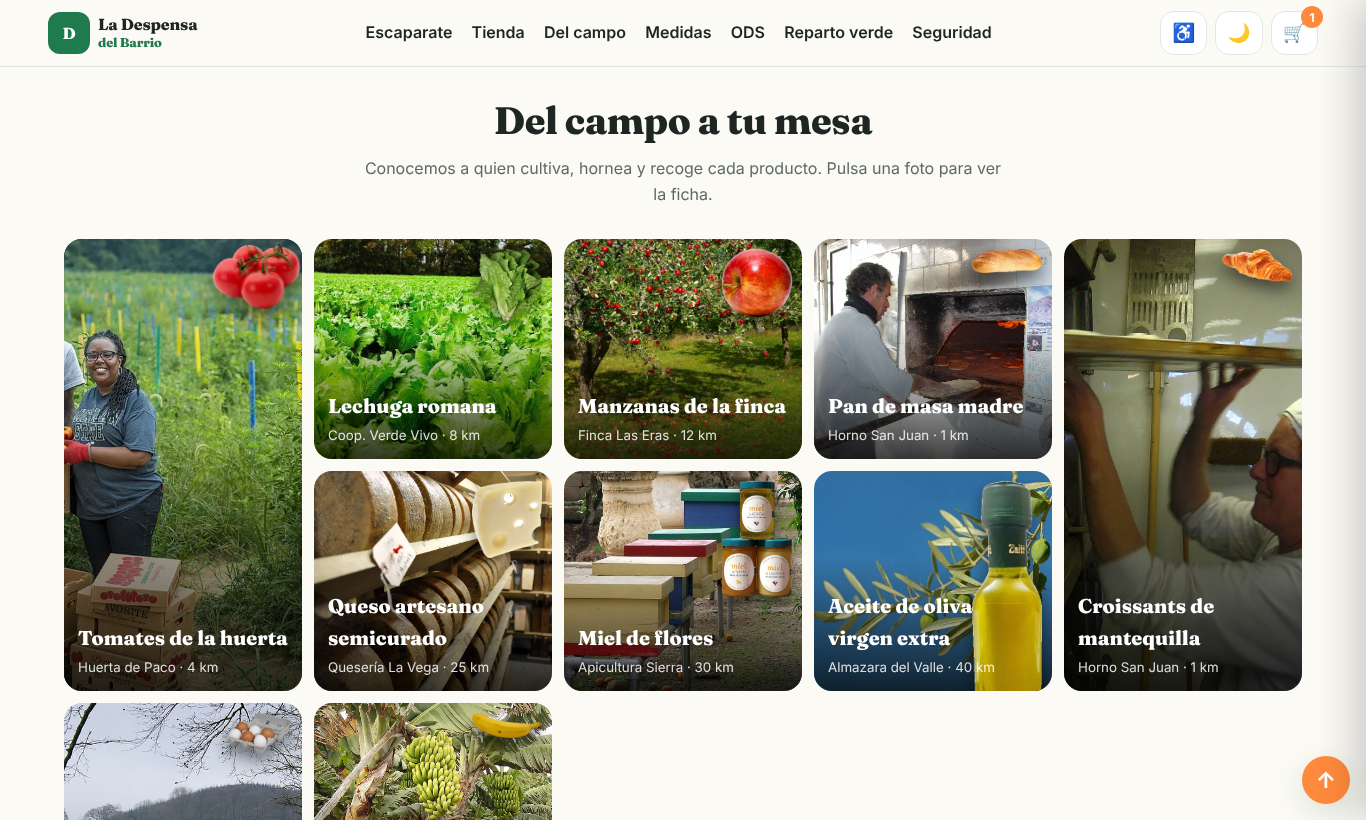 D
La Despensa
del Barrio
Escaparate Tienda Del campo Medidas ODS Reparto verde Seguridad
1
Del campo a tu mesa
Conocemos a quien cultiva, hornea y recoge cada producto. Pulsa una foto para ver
la ficha.
Tomates de la huerta
Huerta de Paco · 4 km
Lechuga romana
Coop. Verde Vivo · 8 km
Manzanas de la finca
Finca Las Eras · 12 km
Pan de masa madre
Horno San Juan · 1 km
Croissants de
mantequilla
Horno San Juan · 1 km
Queso artesano
semicurado
Quesería La Vega · 25 km
miel
miel
miel
Miel de flores
Apicultura Sierra · 30 km
Aceite de oliva
virgen extra
Almazara del Valle · 40 km